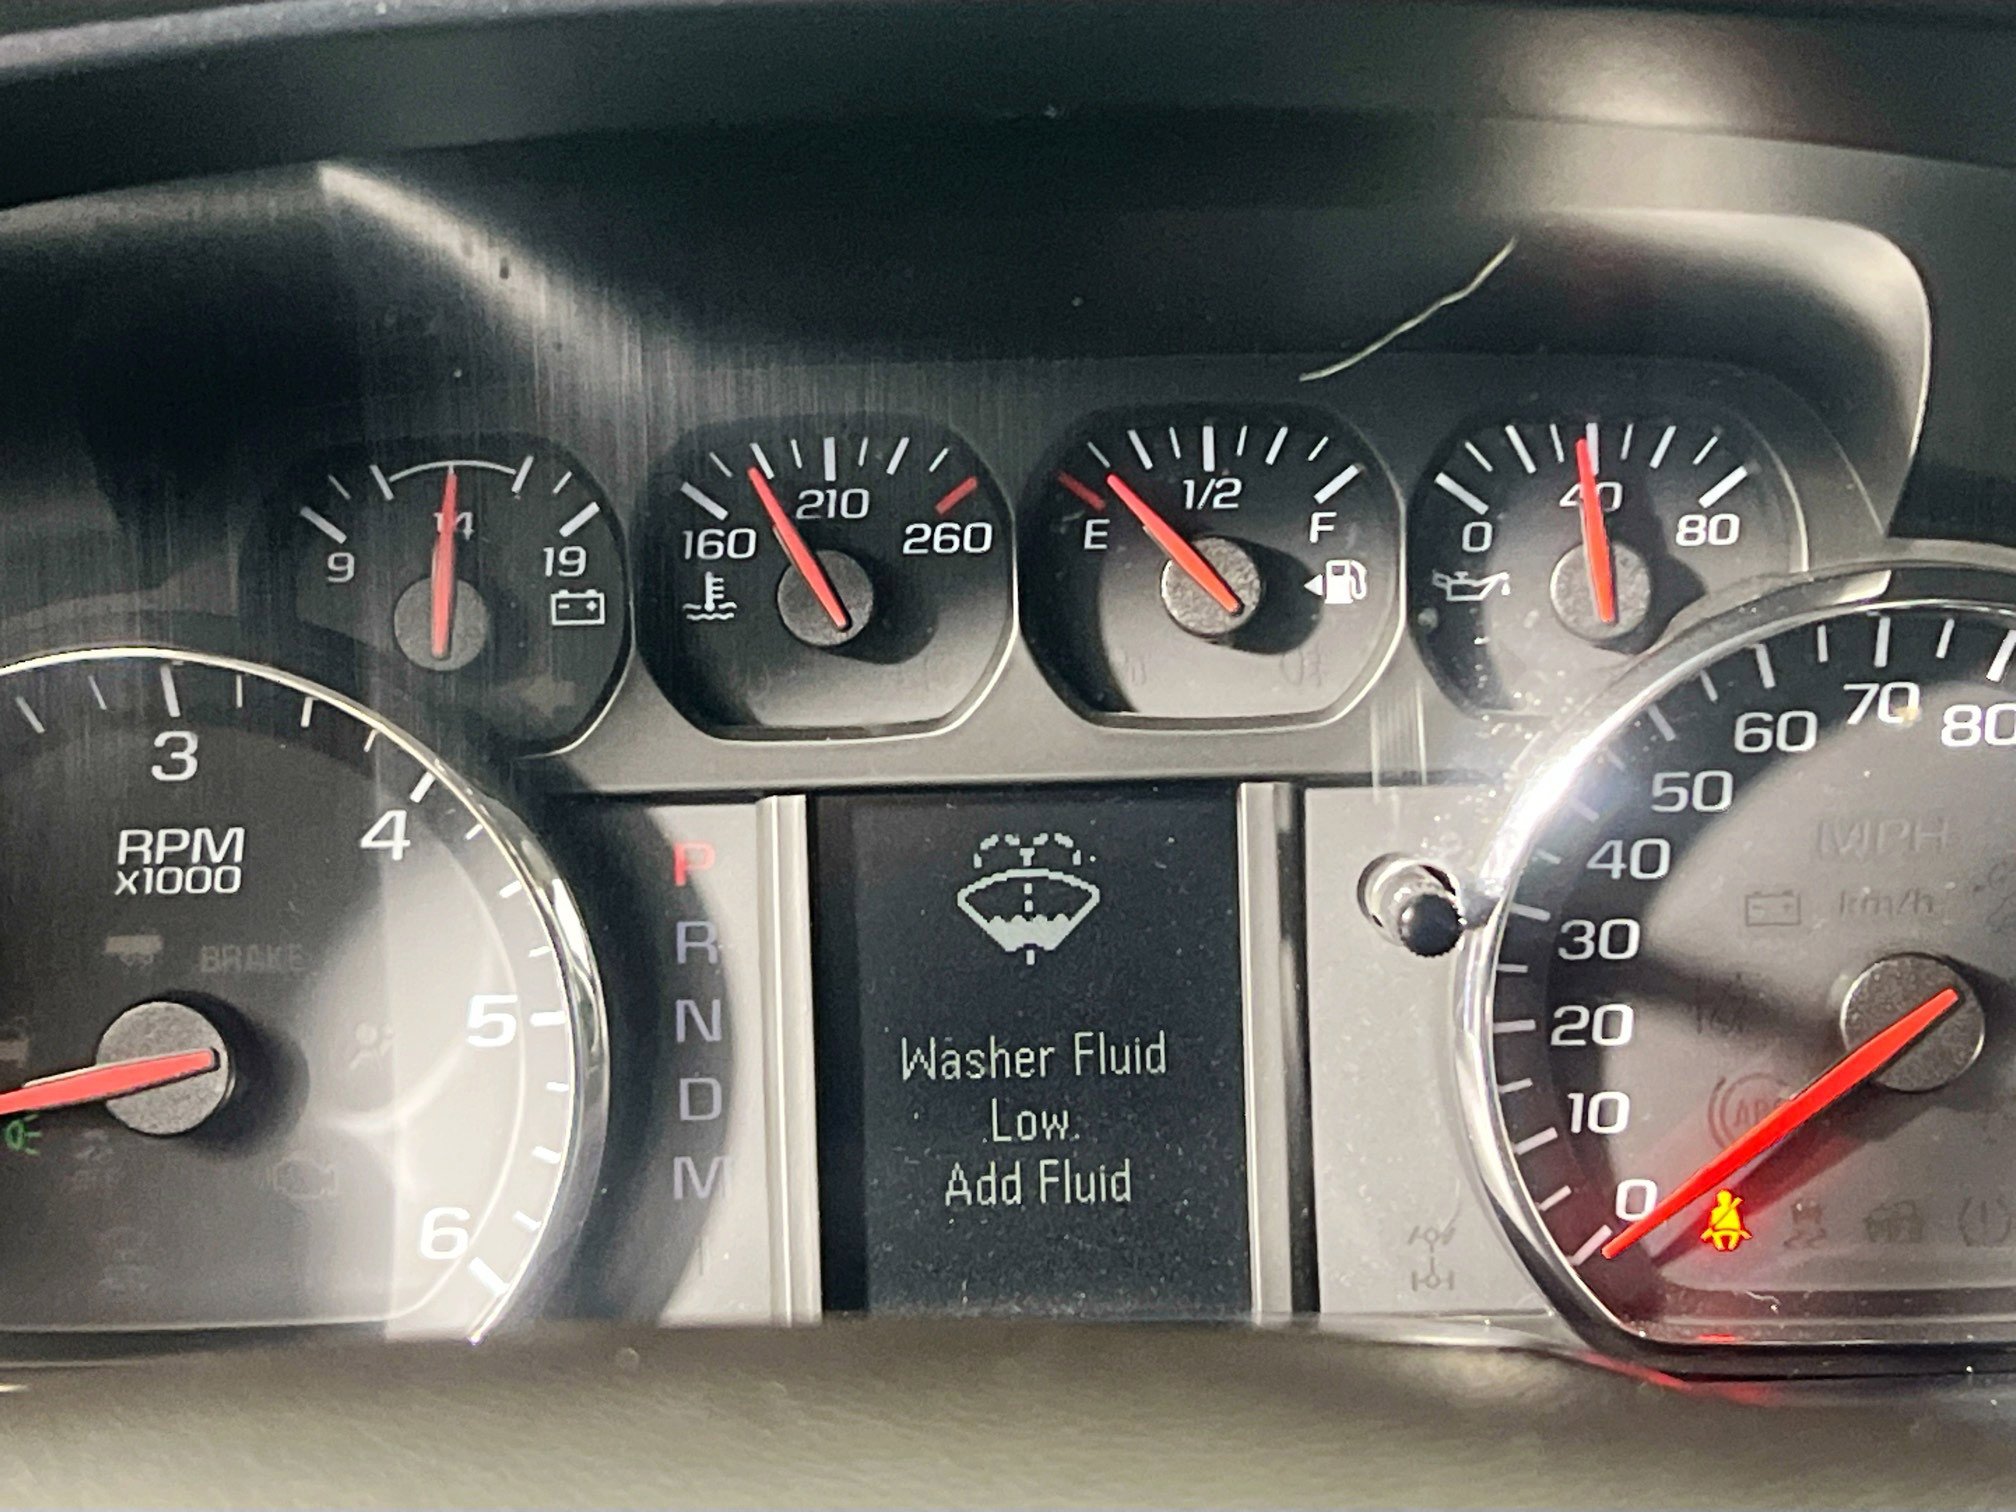 9 14 19
160 210 260
E 1/2 F
0 40 80
3
4
5
6
RPM
x1000
BRAKE
P
R
N
D
M
Washer Fluid
Low.
Add Fluid
0
10
20
30
40
50
60
70
80
MPH
km/h
ABS